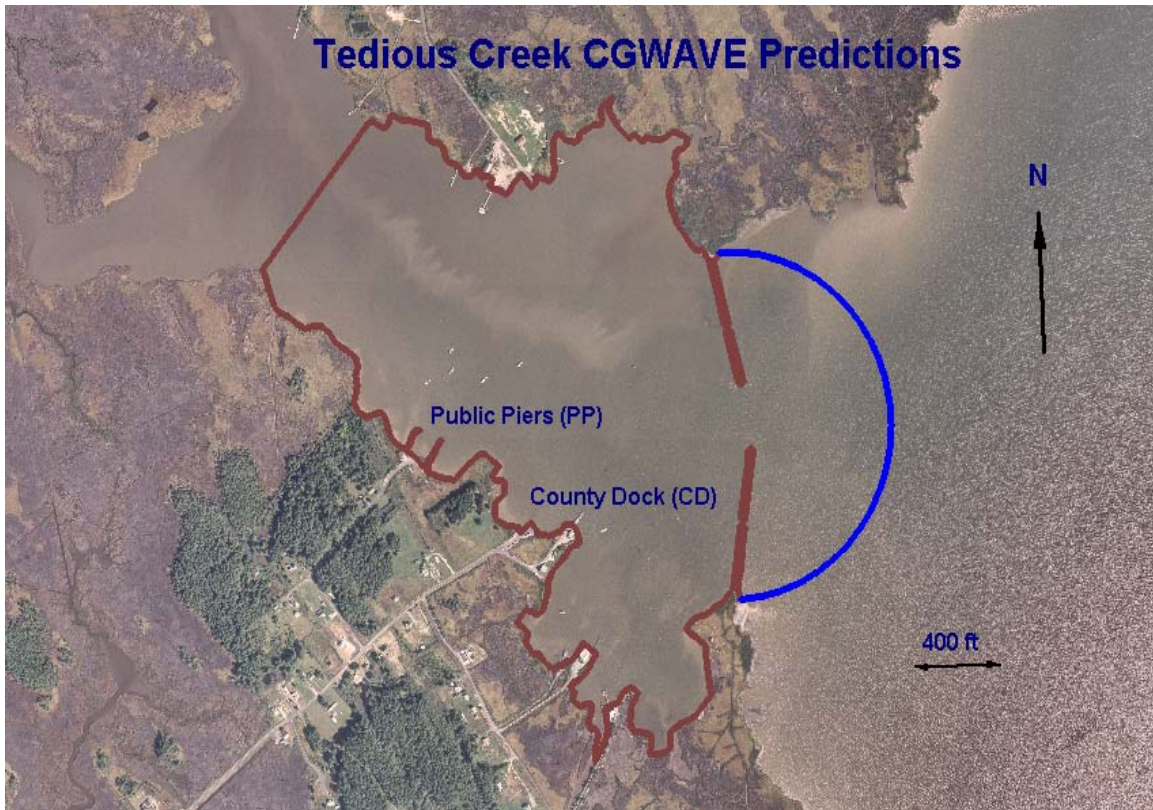 Tedious Creek CGWAVE Predictions
N
Public Piers (PP)
County Dock (CD)
400 ft